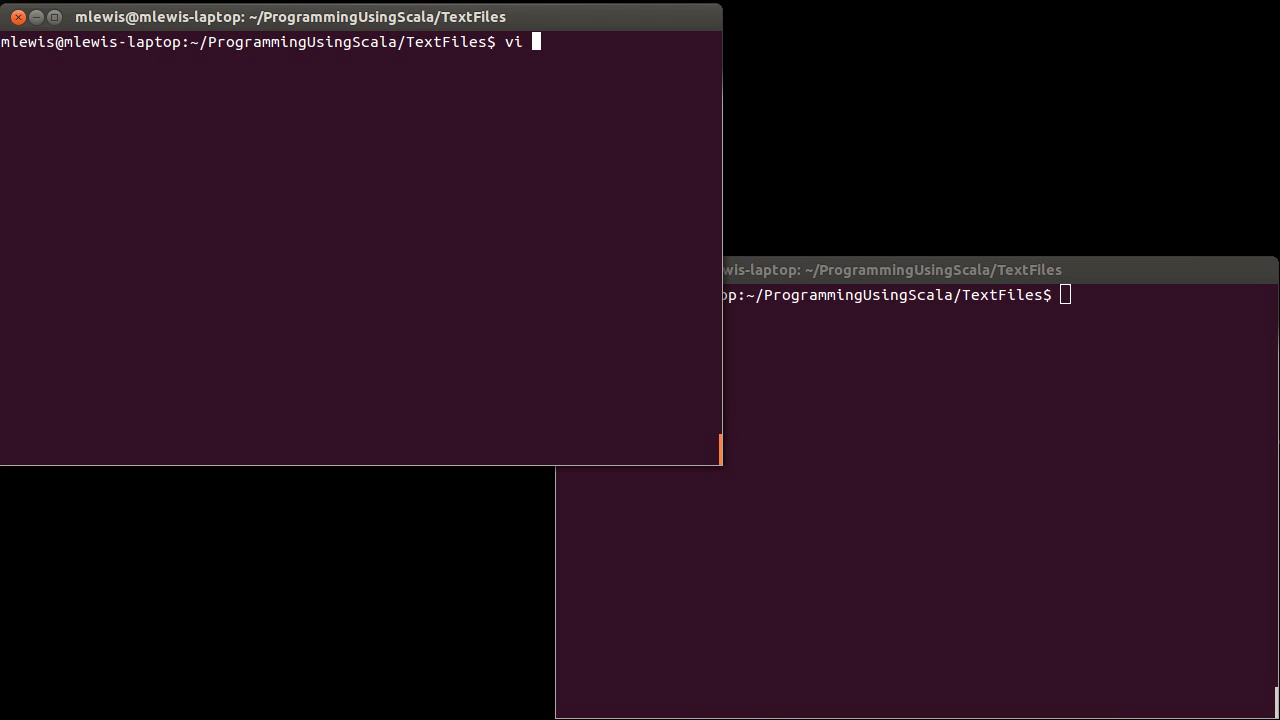 mlewis@mlewis-laptop: ~/ProgrammingUsingScala/TextFiles
mlewis@mlewis-laptop:~/ProgrammingUsingScala/TextFiles$ vi
wis-laptop: ~/ProgrammingUsingScala/TextFiles
op:~/ProgrammingUsingScala/TextFiles$